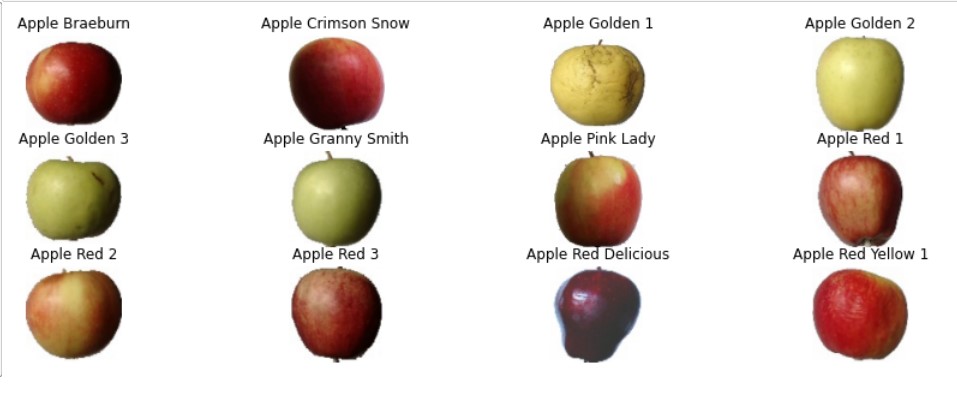 Apple Braeburn
Apple Crimson Snow
Apple Golden 1
Apple Golden 2
Apple Golden 3
Apple Granny Smith
Apple Pink Lady
Apple Red 1
Apple Red 2
Apple Red 3
Apple Red Delicious
Apple Red Yellow 1